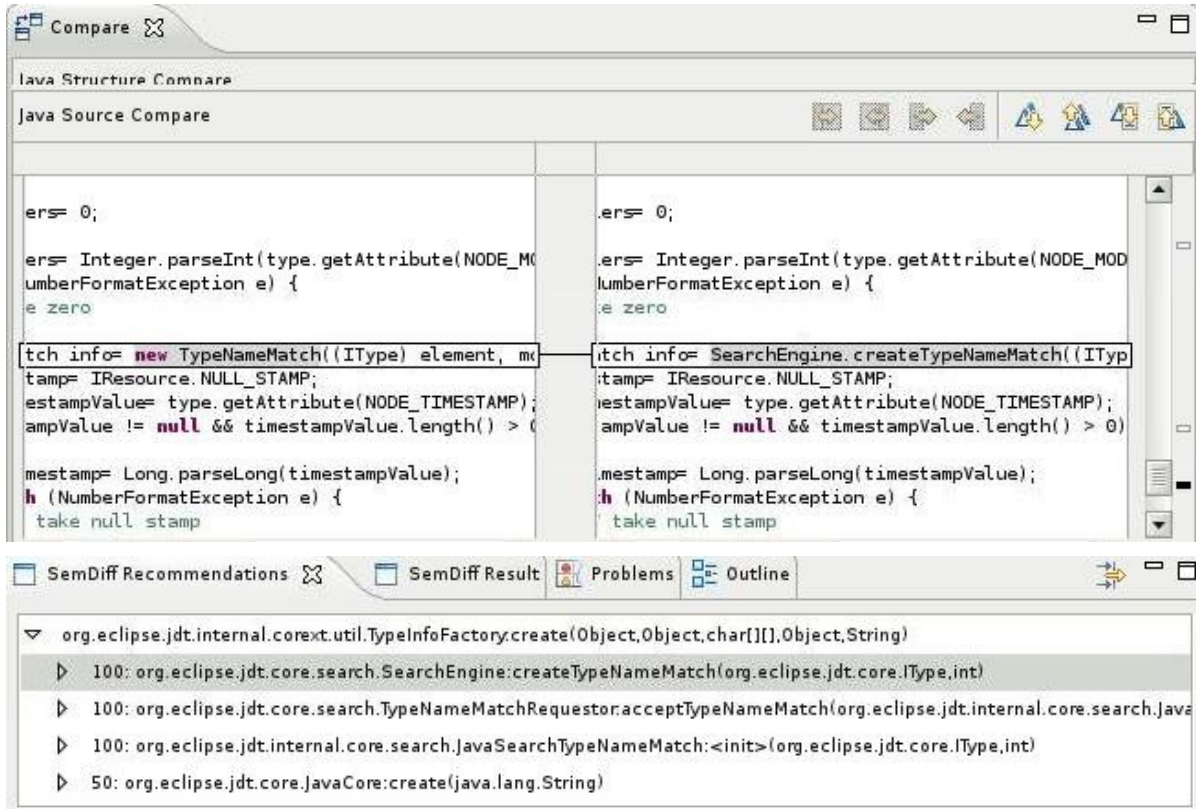 Compare
Java Structure Compare
Java Source Compare
ers= 0;
ers= Integer.parseInt(type.getAttribute(NODE_M
umberFormatException e) {
e zero
tch info= new TypeNameMatch((IType) element, m
tamp= IResource.NULL_STAMP;
estampValue= type.getAttribute(NODE_TIMESTAMP);
ampValue != null && timestampValue.length() > 
mestamp= Long.parseLong(timestampValue);
h (NumberFormatException e) {
take null stamp
.ers= 0;
.ers= Integer.parseInt(type.getAttribute(NODE_MOD
umberFormatException e) {
e zero
tch info= SearchEngine.createTypeNameMatch((ITyp
tamp= IResource.NULL_STAMP;
estampValue= type.getAttribute(NODE_TIMESTAMP);
ampValue != null && timestampValue.length() > 0)
.mestamp= Long.parseLong(timestampValue);
h (NumberFormatException e) {
take null stamp
SemDiff Recommendations SemDiff Result Problems Outline
org.eclipse.jdt.internal.corext.util.TypeInfoFactory:create(Object,Object,char[][],Object,String)
100: org.eclipse.jdt.core.search.SearchEngine:createTypeNameMatch(org.eclipse.jdt.core.IType,int)
100: org.eclipse.jdt.core.search.TypeNameMatchRequestor:acceptTypeNameMatch(org.eclipse.jdt.internal.core.search.Java
100: org.eclipse.jdt.internal.core.search.JavaSearchTypeNameMatch:<init>(org.eclipse.jdt.core.IType,int)
50: org.eclipse.jdt.core.JavaCore:create(java.lang.String)